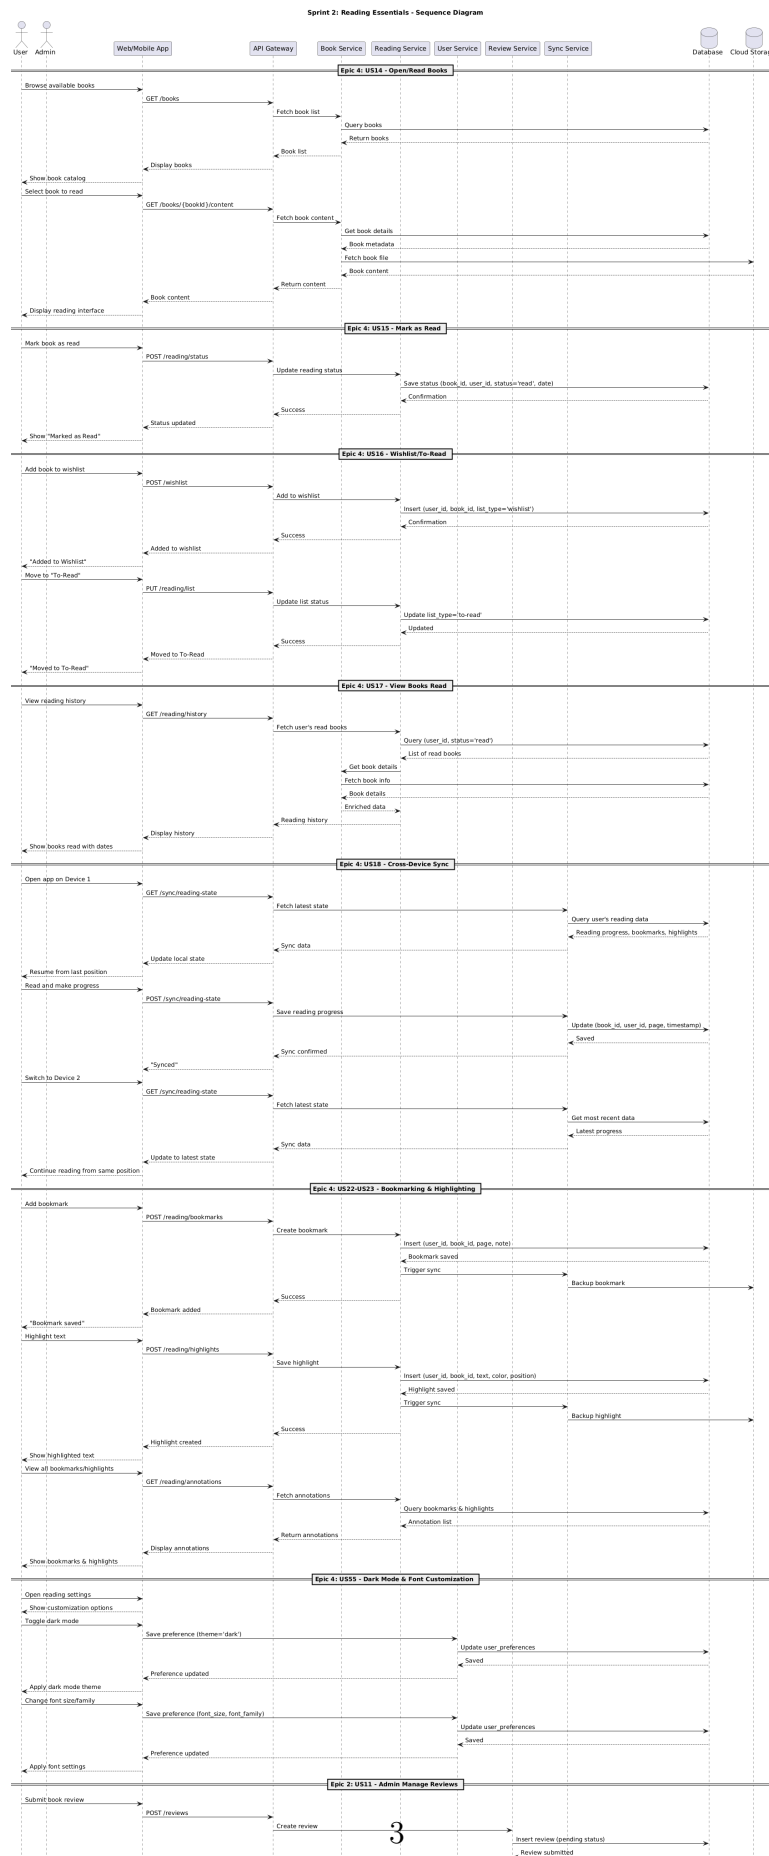 Sprint 2: Reading Essentials - Sequence Diagram
User
Admin
Web/Mobile App
API Gateway
Book Service
Reading Service
User Service
Review Service
Sync Service
Database
Cloud Storag
Epic 4: US14 - Open/Read Books
Browse available books
GET /books
Fetch book list
Query books
Return books
Book list
Display books
Show book catalog
Select book to read
GET /books/{bookId}/content
Fetch book content
Get book details
Book metadata
Fetch book file
Book content
Return content
Book content
Display reading interface
Epic 4: US15 - Mark as Read
Mark book as read
POST /reading/status
Update reading status
Save status (book_id, user_id, status='read', date)
Confirmation
Success
Status updated
Show "Marked as Read"
Epic 4: US16 - Wishlist/To-Read
Add book to wishlist
POST /wishlist
Add to wishlist
Insert (user_id, book_id, list_type='wishlist')
Confirmation
Success
Added to wishlist
"Added to Wishlist"
Move to "To-Read"
PUT /reading/list
Update list status
Update list_type='to-read'
Updated
Success
Moved to To-Read
"Moved to To-Read"
Epic 4: US17 - View Books Read
View reading history
GET /reading/history
Fetch user's read books
Query (user_id, status='read')
List of read books
Get book details
Fetch book info
Book details
Enriched data
Reading history
Display history
Show books read with dates
Epic 4: US18 - Cross-Device Sync
Open app on Device 1
GET /sync/reading-state
Fetch latest state
Query user's reading data
Reading progress, bookmarks, highlights
Sync data
Update local state
Resume from last position
Read and make progress
POST /sync/reading-state
Save reading progress
Update (book_id, user_id, page, timestamp)
Saved
Sync confirmed
"Synced"
Switch to Device 2
GET /sync/reading-state
Fetch latest state
Get most recent data
Latest progress
Sync data
Update to latest state
Continue reading from same position
Epic 4: US22-US23 - Bookmarking & Highlighting
Add bookmark
POST /reading/bookmarks
Create bookmark
Insert (user_id, book_id, page, note)
Bookmark saved
Trigger sync
Backup bookmark
Success
Bookmark added
"Bookmark saved"
Highlight text
POST /reading/highlights
Save highlight
Insert (user_id, book_id, text, color, position)
Highlight saved
Trigger sync
Backup highlight
Success
Highlight created
Show highlighted text
View all bookmarks/highlights
GET /reading/annotations
Fetch annotations
Query bookmarks & highlights
Annotation list
Return annotations
Display annotations
Show bookmarks & highlights
Epic 4: US55 - Dark Mode & Font Customization
Open reading settings
Show customization options
Toggle dark mode
Save preference (theme='dark')
Update user_preferences
Saved
Preference updated
Apply dark mode theme
Change font size/family
Save preference (font_size, font_family)
Update user_preferences
Saved
Preference updated
Apply font settings
Epic 2: US11 - Admin Manage Reviews
Submit book review
POST /reviews
Create review
3
Insert review (pending status)
Review submitted